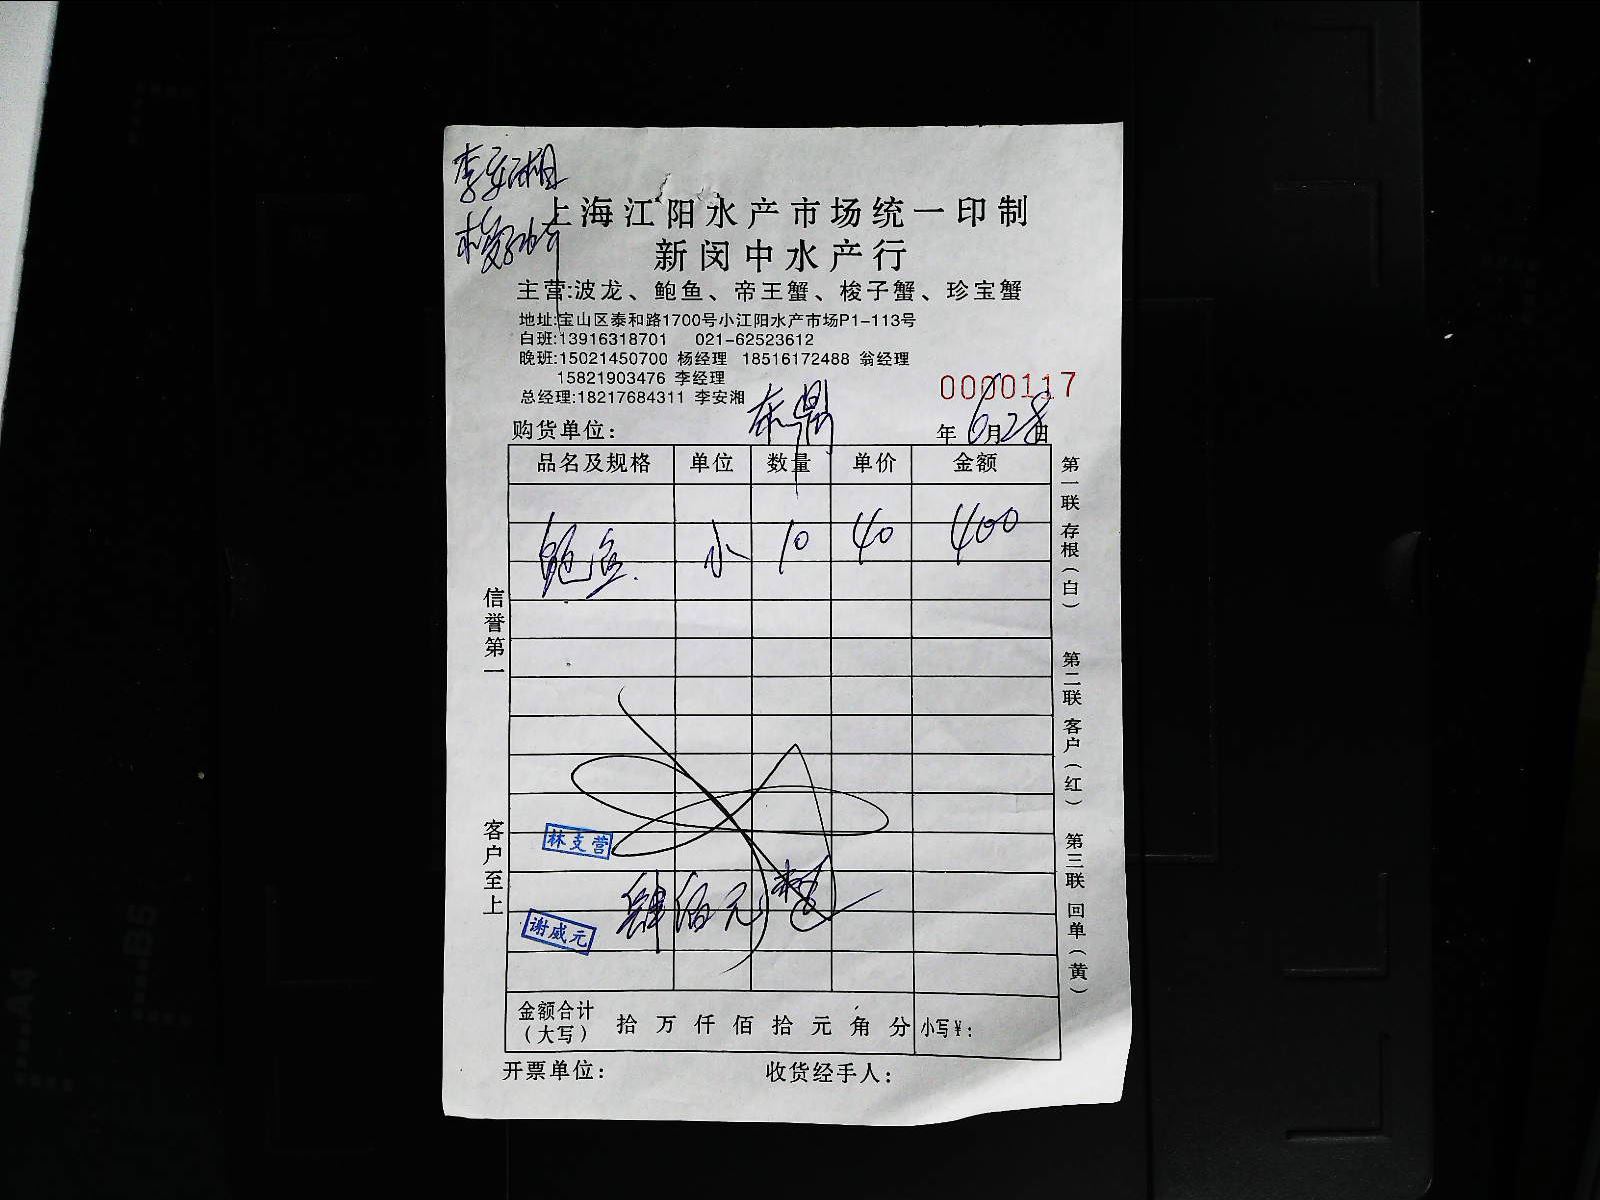 李安湘
上海江阳水产市场统一印制
新闵中水产行
主营:波龙、鲍鱼、帝王蟹、梭子蟹、珍宝蟹
地址:宝山区泰和路1700号小江阳水产市场P1-113号
白班:13916318701 021-62523612
晚班:15021450700 杨经理 18516172488 翁经理
15821903476 李经理
总经理:18217684311 李安湘
0000117
购货单位: 东鼎 年 6月28日
品名及规格 单位 数量 单价 金额
鲍鱼 小 10 40 400
林支营
谢威元
肆佰元整
金额合计(大写) 拾 万 仟 佰 拾 元 角 分 小写¥:
开票单位: 收货经手人:
信誉第一
客户至上
第一联 存根(白)
第二联 客户(红)
第三联 回单(黄)
A4
B5